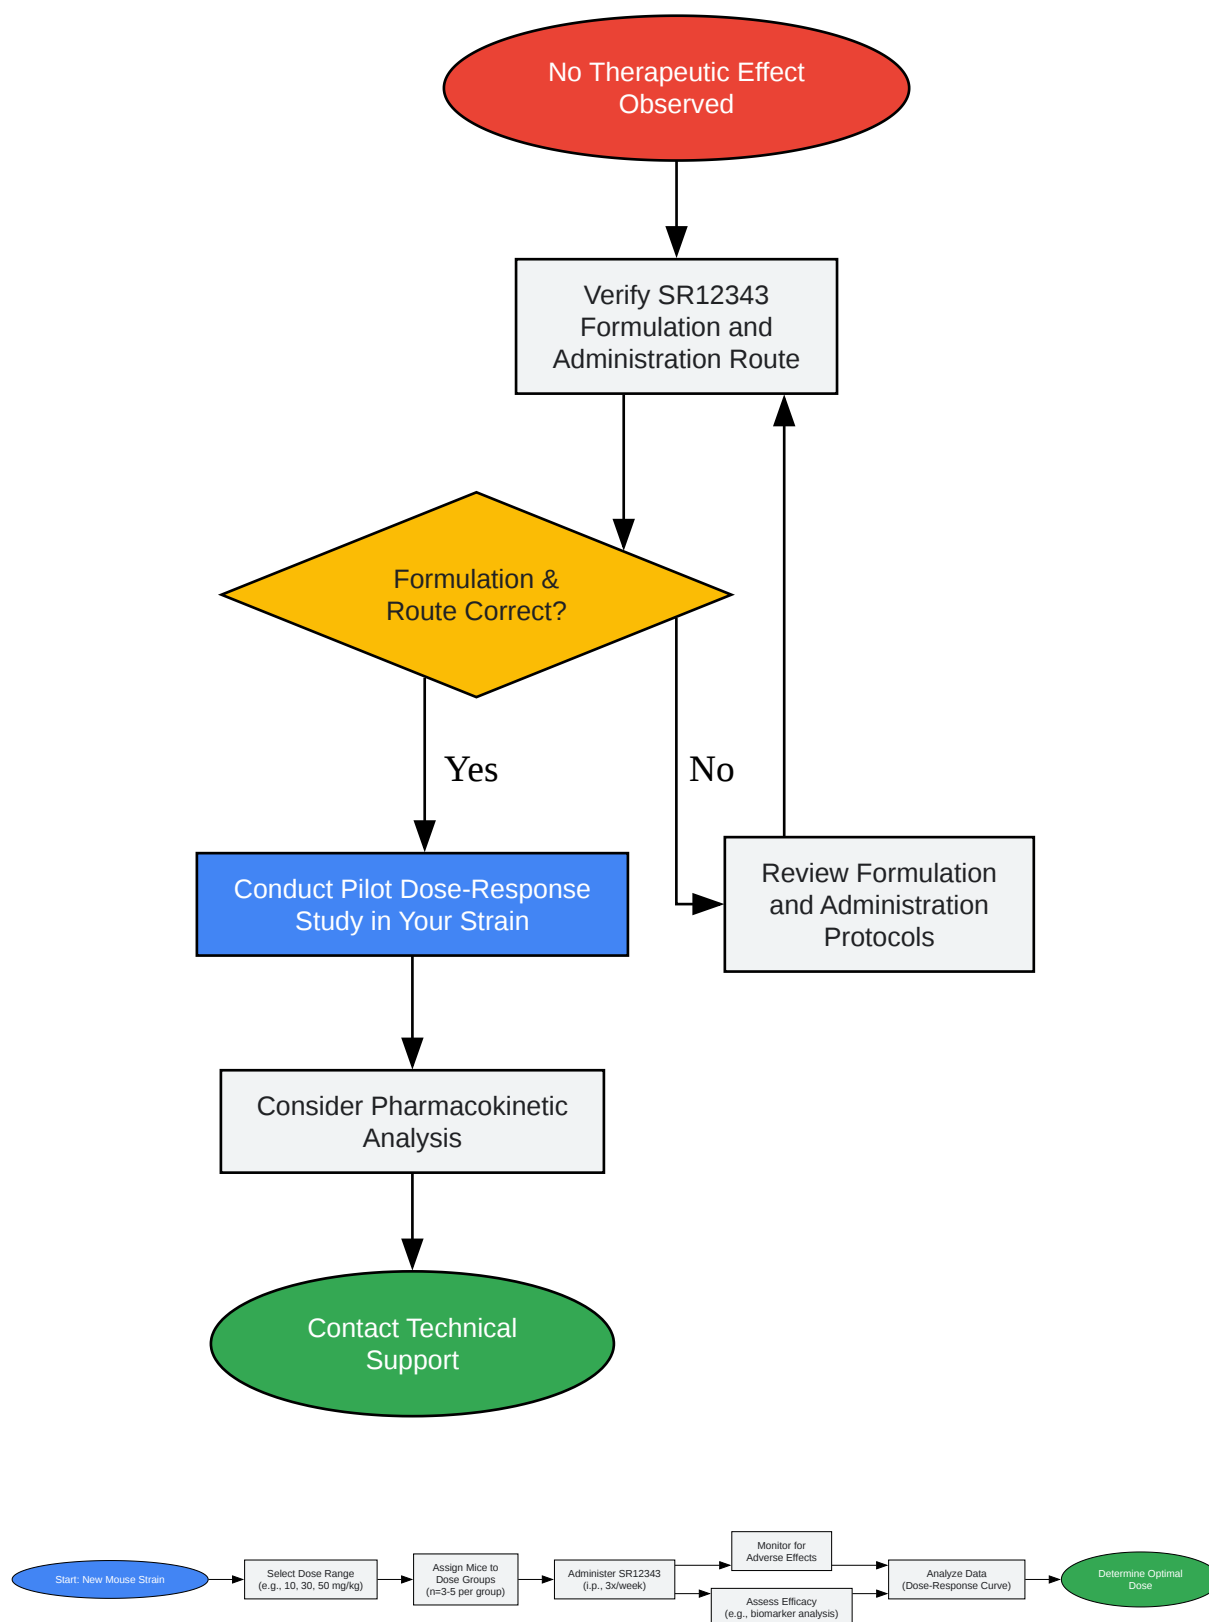 No Therapeutic Effect
Observed
Verify SR12343
Formulation and
Administration Route
Formulation &
Route Correct?
Yes
No
Conduct Pilot Dose-Response
Study in Your Strain
Review Formulation
and Administration
Protocols
Consider Pharmacokinetic
Analysis
Contact Technical
Support
Start: New Mouse Strain
Select Dose Range
(e.g., 10, 30, 50 mg/kg)
Assign Mice to
Dose Groups
(n=3-5 per group)
Administer SR12343
(i.p., 3x/week)
Monitor for
Adverse Effects
Assess Efficacy
(e.g., biomarker analysis)
Analyze Data
(Dose-Response Curve)
Determine Optimal
Dose